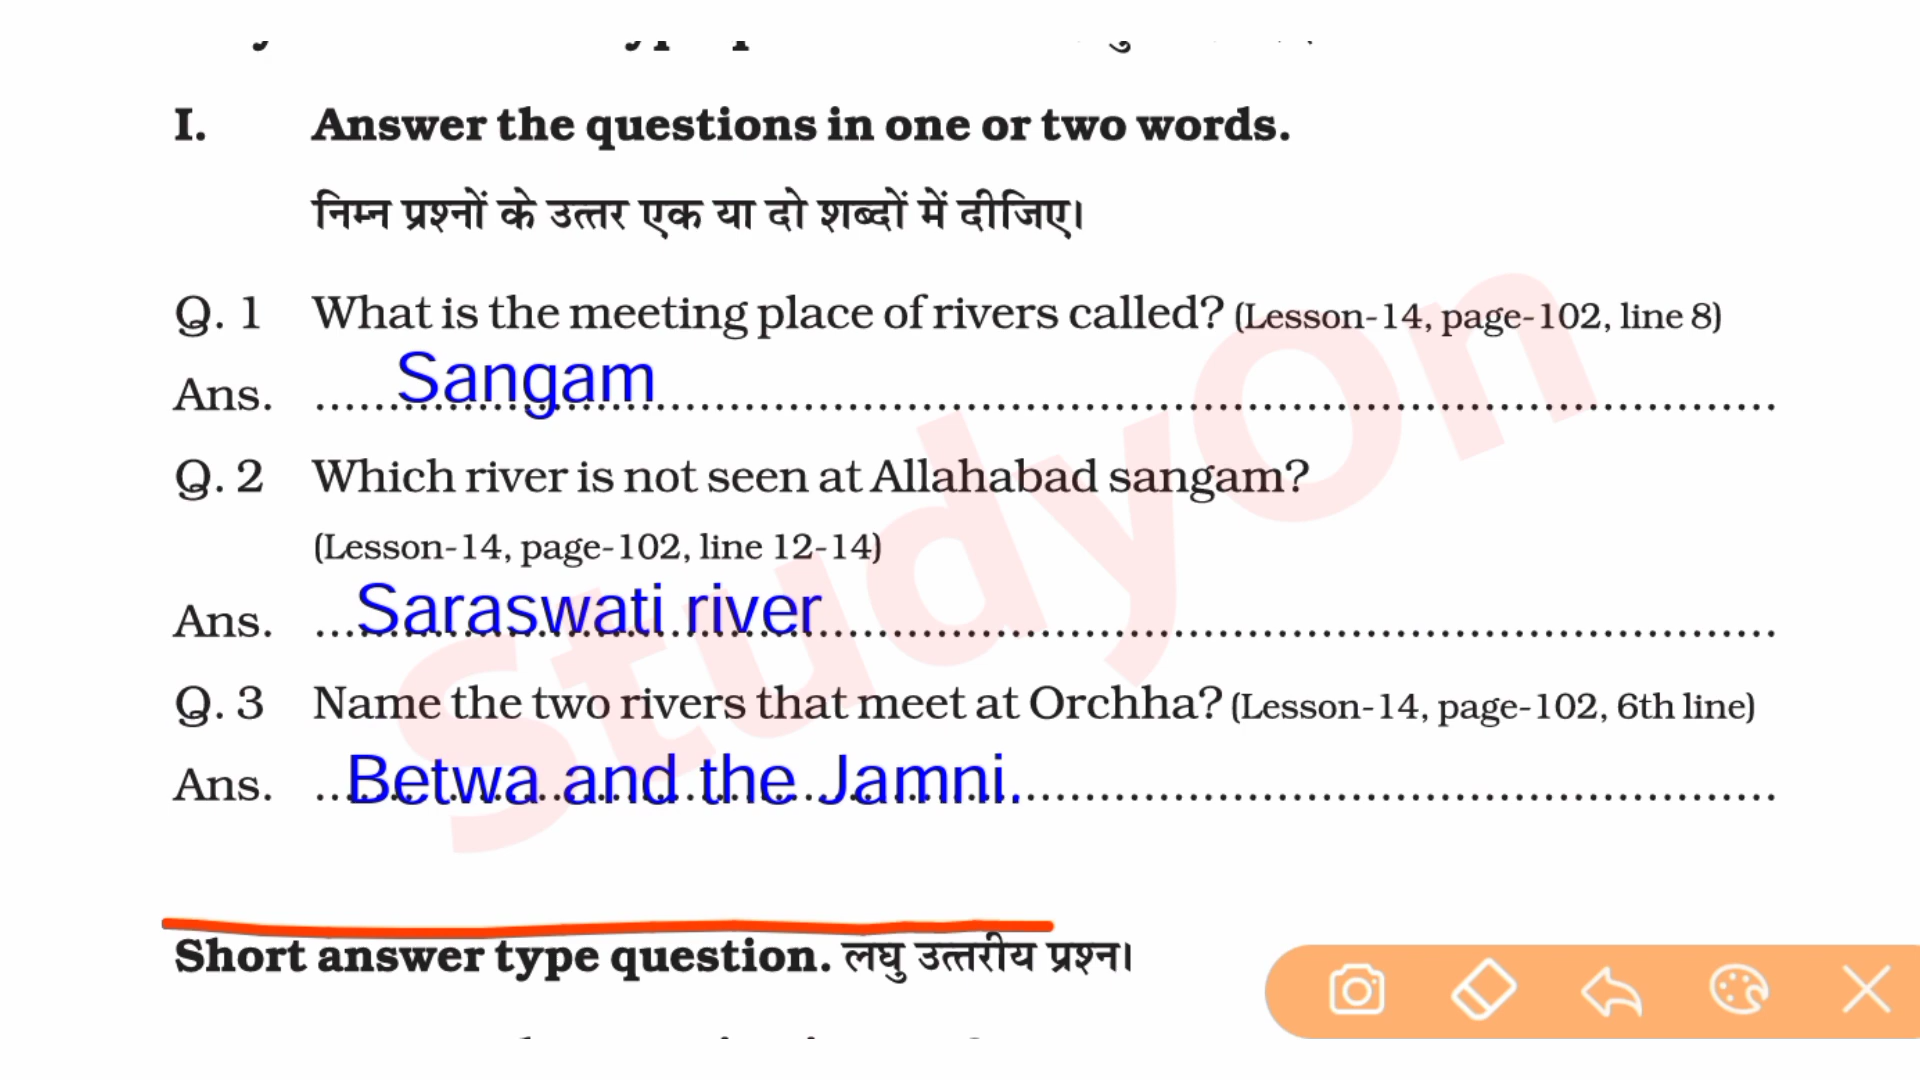 I. Answer the questions in one or two words.
निम्न प्रश्नों के उत्तर एक या दो शब्दों में दीजिए।
Q. 1 What is the meeting place of rivers called? (Lesson-14, page-102, line 8)
Ans. Sangam
Q. 2 Which river is not seen at Allahabad sangam?
(Lesson-14, page-102, line 12-14)
Ans. Saraswati river
Q. 3 Name the two rivers that meet at Orchha? (Lesson-14, page-102, 6th line)
Ans. Betwa and the Jamni.
Short answer type question. लघु उत्तरीय प्रश्न।
StudyOn